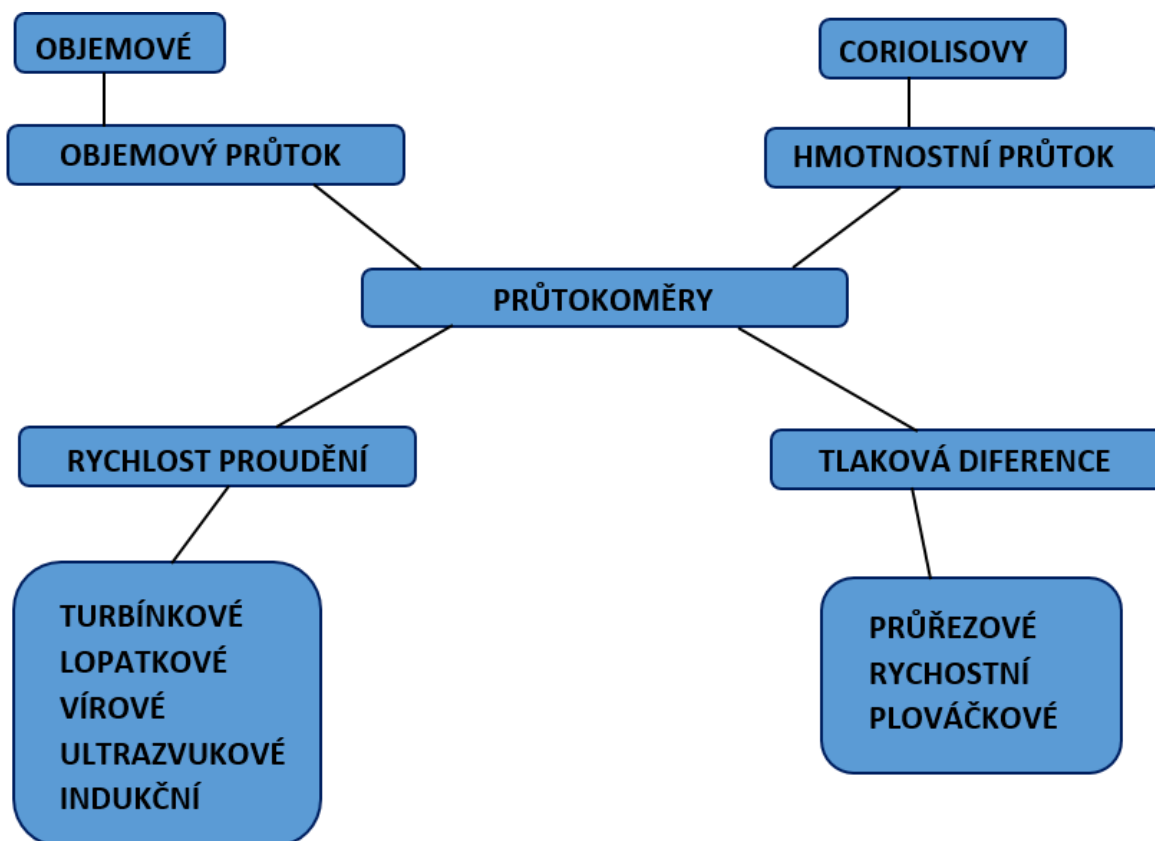 OBJEMOVÉ
CORIOLISOVY
OBJEMOVÝ PRŮTOK
HMOTNOSTNÍ PRŮTOK
PRŮTOKOMĚRY
RYCHLOST PROUDĚNÍ
TLAKOVÁ DIFERENCE
TURBÍNKOVÉ
LOPATKOVÉ
VÍROVÉ
ULTRAZVUKOVÉ
INDUKČNÍ
PRŮŘEZOVÉ
RYCHOSTNÍ
PLOVÁČKOVÉ